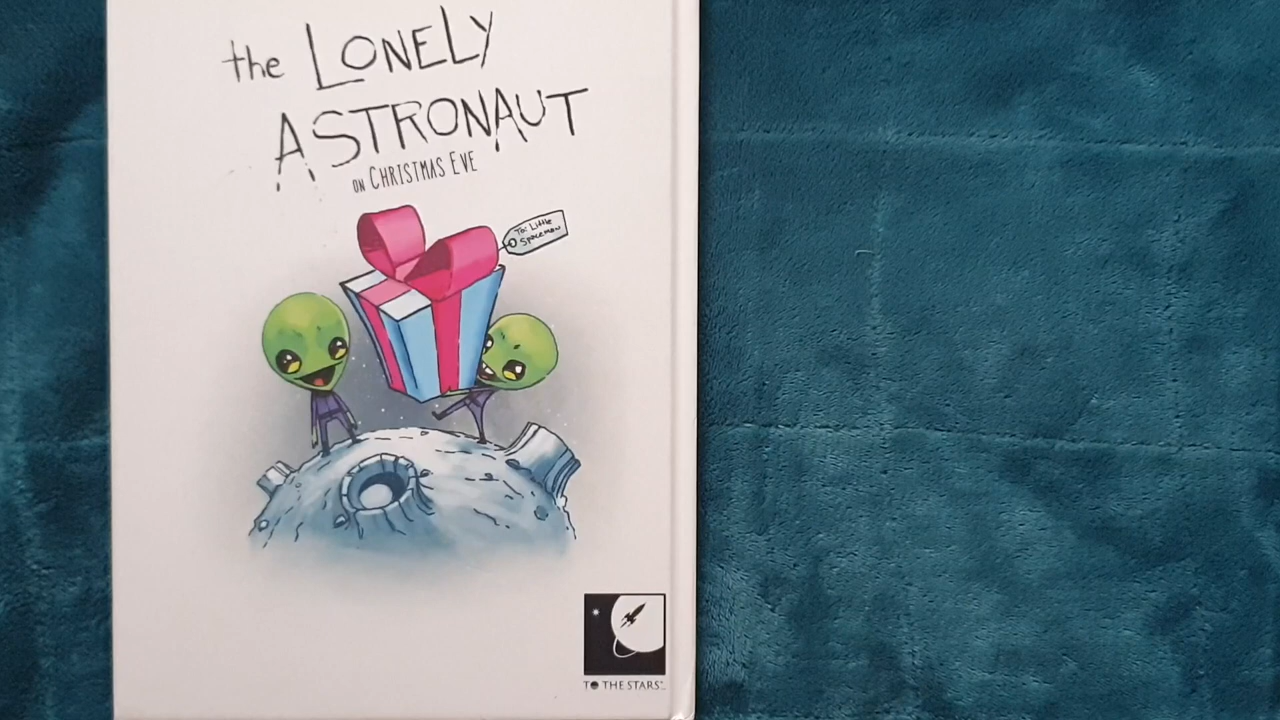 the LONELY
ASTRONAUT
ON CHRISTMAS EVE
To: Little
Spaceman
TO THE STARS